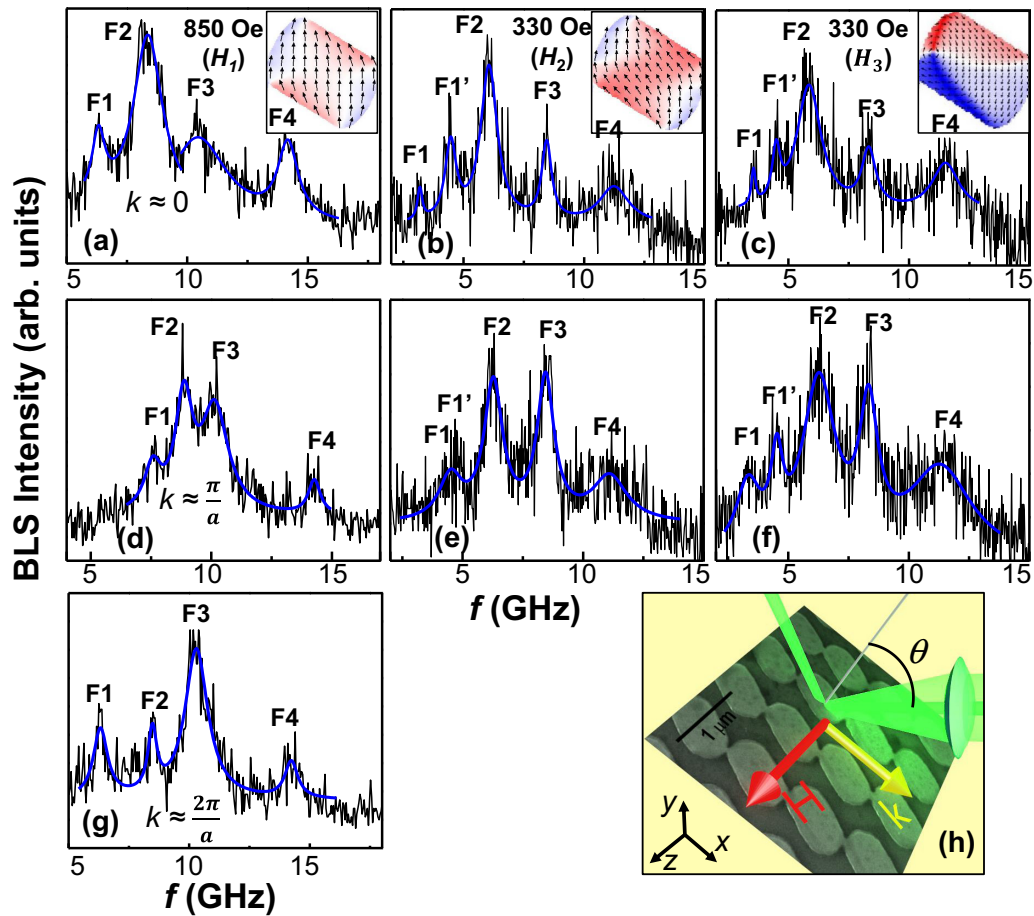 BLS Intensity (arb. units)
F1 F2 F3 F4
850 Oe
(H₁)
k ≈ 0
(a)
5 10 15
F1 F1’ F2 F3 F4
330 Oe
(H₂)
(b)
5 10 15
F1 F1’ F2 F3 F4
330 Oe
(H₃)
(c)
5 10 15
F1 F2 F3 F4
k ≈ π/a
(d)
5 10 15
F1 F1’ F2 F3 F4
(e)
5 10 15
F1 F1’ F2 F3 F4
(f)
5 10 15
f (GHz)
F1 F2 F3 F4
k ≈ 2π/a
(g)
5 10 15
f (GHz)
θ
1 μm
H
k
y
x
z
(h)